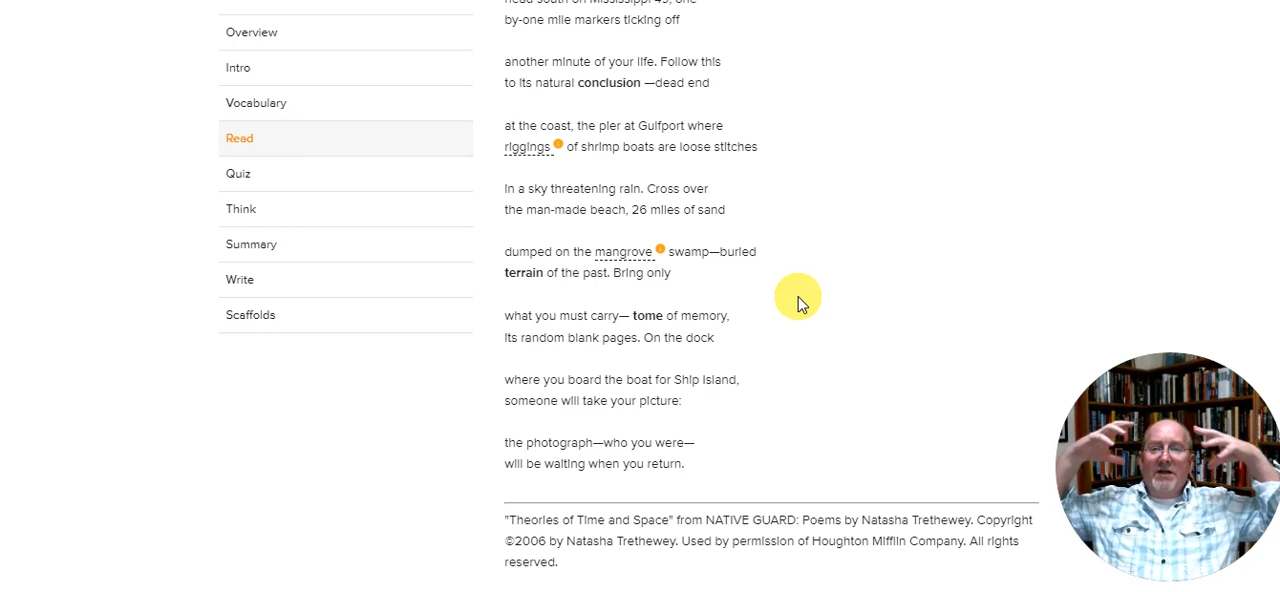 Overview
Intro
Vocabulary
Read
Quiz
Think
Summary
Write
Scaffolds
head south on Mississippi 49, one-
by-one mile markers ticking off
another minute of your life. Follow this
to its natural conclusion —dead end
at the coast, the pier at Gulfport where
riggings of shrimp boats are loose stitches
in a sky threatening rain. Cross over
the man-made beach, 26 miles of sand
dumped on the mangrove swamp—buried
terrain of the past. Bring only
what you must carry— tome of memory,
its random blank pages. On the dock
where you board the boat for Ship Island,
someone will take your picture:
the photograph—who you were—
will be waiting when you return.
"Theories of Time and Space" from NATIVE GUARD: Poems by Natasha Trethewey. Copyright
©2006 by Natasha Trethewey. Used by permission of Houghton Mifflin Company. All rights
reserved.